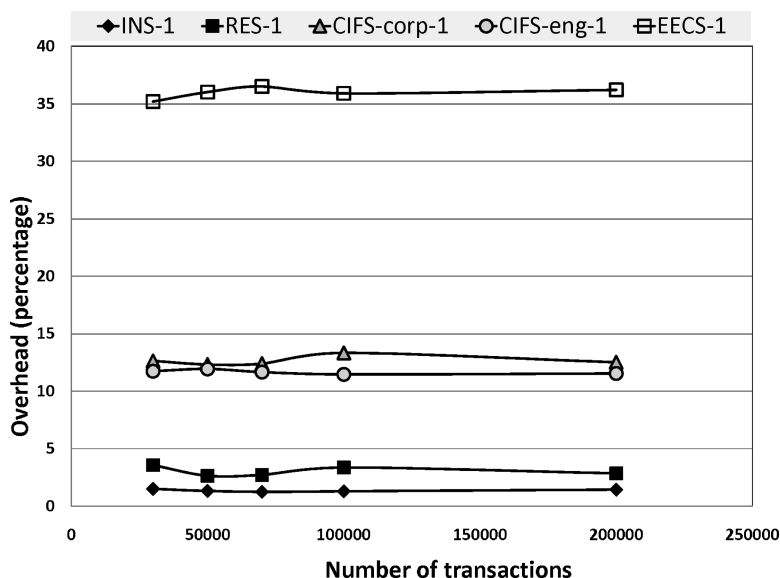 INS-1 RES-1 CIFS-corp-1 CIFS-eng-1 EECS-1
40
35
30
25
20
15
10
5
0
Overhead (percentage)
0 50000 100000 150000 200000 250000
Number of transactions